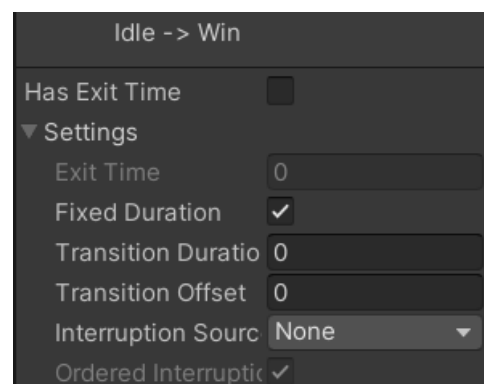 Idle -> Win
Has Exit Time
Settings
Exit Time 0
Fixed Duration
Transition Duratio 0
Transition Offset 0
Interruption Sourc None
Ordered Interruptic